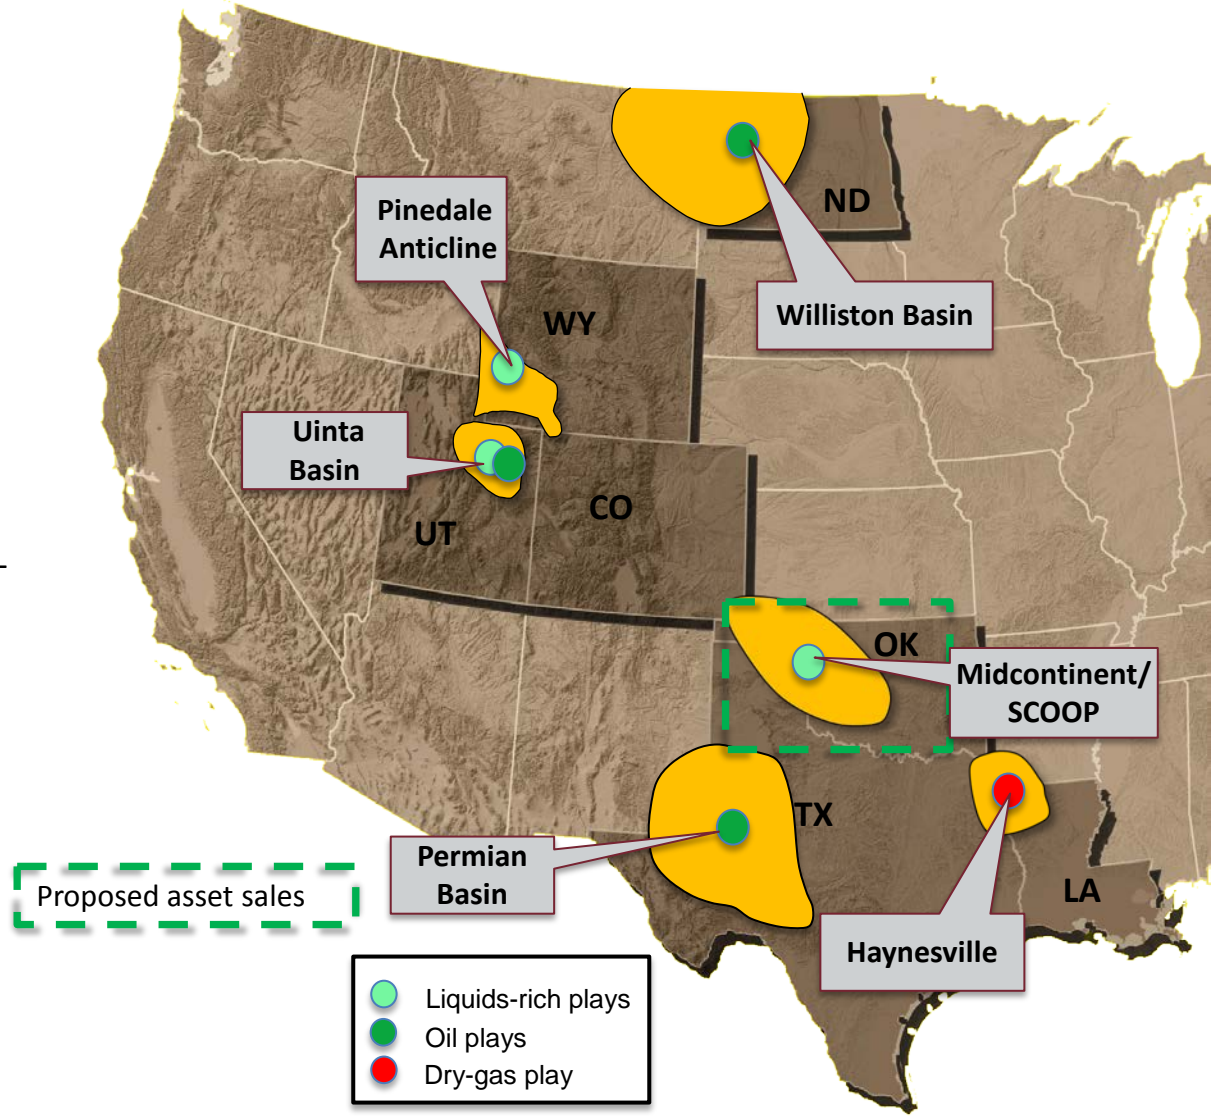 ND
Pinedale
Anticline
WY
Williston Basin
Uinta
Basin
CO
UT
OK
Midcontinent/
SCOOP
TX
Permian
Basin
LA
Proposed asset sales
Haynesville
Liquids-rich plays
Oil plays
Dry-gas play